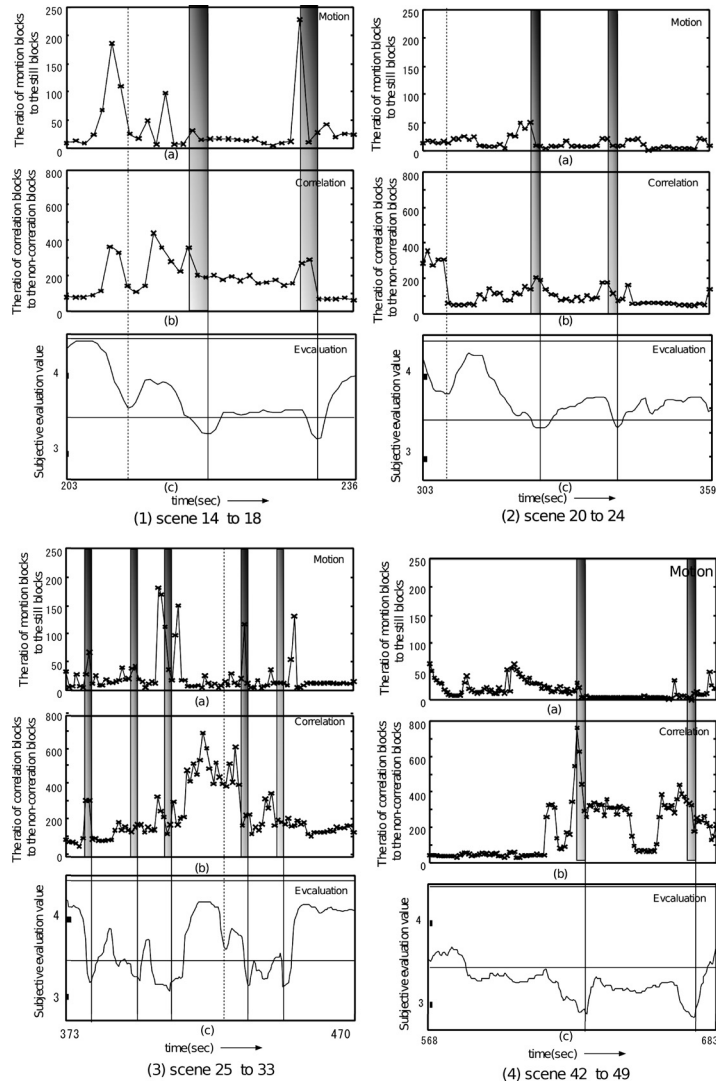 The ratio of montion blocks
to the still blocks
250
200
150
100
50
0
Motion
(a)
The ratio of correlation blocks
to the non-correration blocks
800
600
400
200
0
Correlation
(b)
Subjective evaluation value
4
3
Evcaluation
(c)
203
236
time(sec)
(1) scene 14 to 18
The ratio of montion blocks
to the still blocks
250
200
150
100
50
0
Motion
(a)
The ratio of correlation blocks
to the non-correration blocks
800
600
400
200
0
Correlation
(b)
Subjective evaluation value
4
3
Evcaluation
(c)
303
359
time(sec)
(2) scene 20 to 24
The ratio of montion blocks
to the still blocks
250
200
150
100
50
0
Motion
(a)
The ratio of correlation blocks
to the non-correration blocks
800
600
400
200
0
Correlation
(b)
Subjective evaluation value
4
3
Evcaluation
(c)
373
470
time(sec)
(3) scene 25 to 33
The ratio of montion blocks
to the still blocks
250
200
150
100
50
0
Motion
(a)
The ratio of correlation blocks
to the non-correration blocks
800
600
400
200
0
Correlation
(b)
Subjective evaluation value
4
3
Evcaluation
(c)
568
683
time(sec)
(4) scene 42 to 49